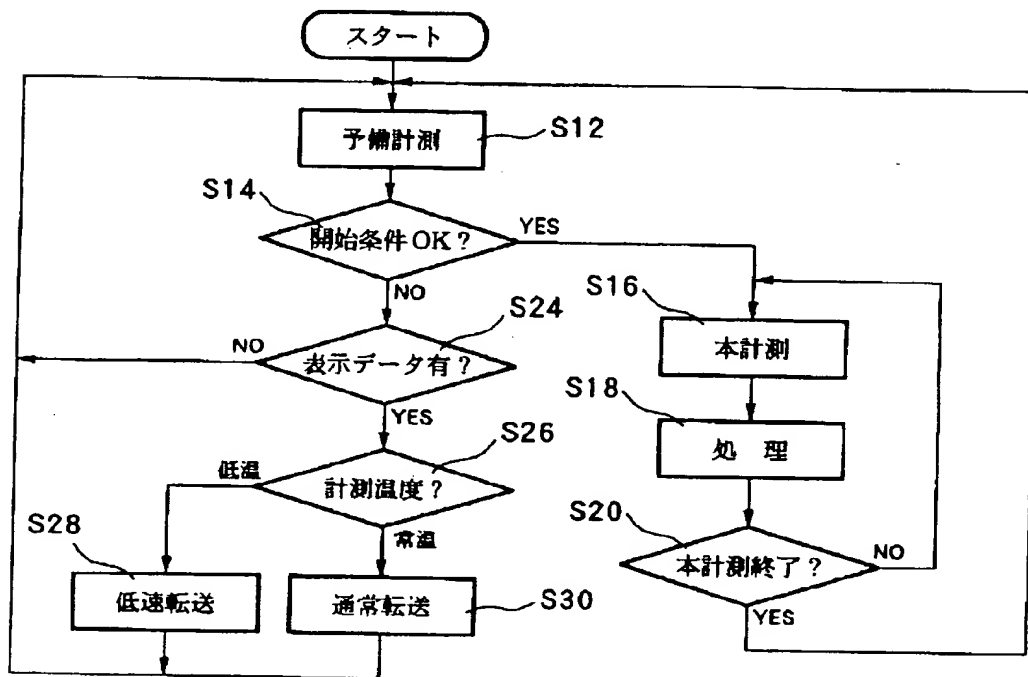 スタート
予備計測
S12
S14
開始条件OK?
YES
NO
S24
表示データ有?
NO
YES
S26
計測温度?
低温
常温
S28
低速転送
通常転送
S30
S16
本計測
S18
処 理
S20
本計測終了?
NO
YES